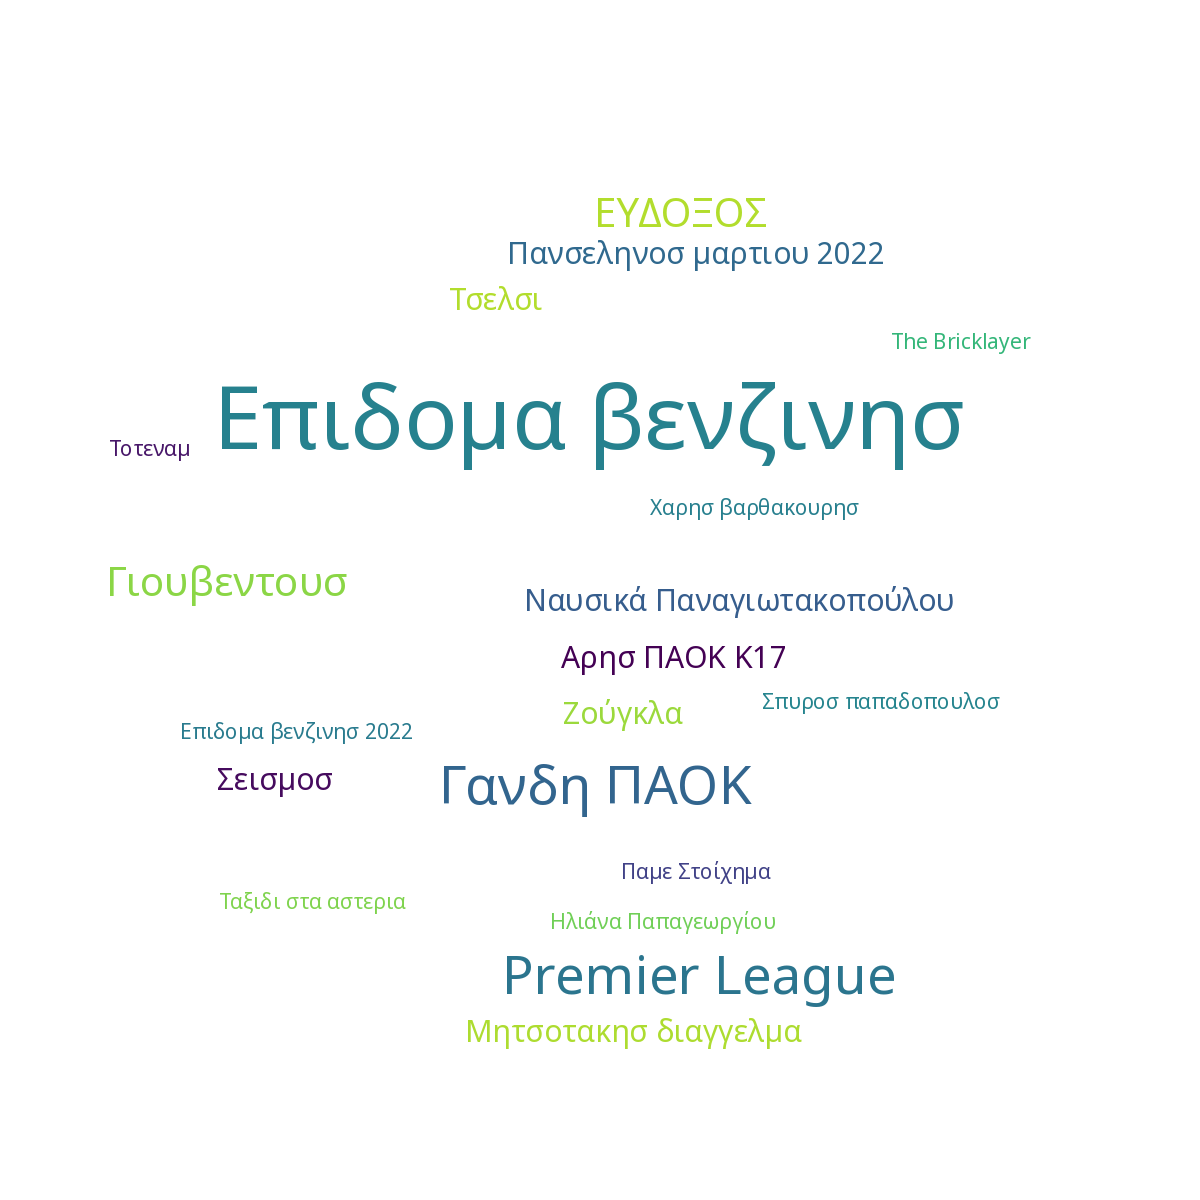 ΕΥΔΟΞΟΣ
Πανσεληνοσ μαρτιου 2022
Τσελσι
The Bricklayer
Επιδομα βενζινησ
Τοτεναμ
Χαρησ βαρθακουρησ
Γιουβεντουσ
Ναυσικά Παναγιωτακοπούλου
Αρησ ΠΑΟΚ Κ17
Σπυροσ παπαδοπουλοσ
Ζούγκλα
Επιδομα βενζινησ 2022
Σεισμοσ
Γανδη ΠΑΟΚ
Παμε Στοίχημα
Ταξιδι στα αστερια
Ηλιάνα Παπαγεωργίου
Premier League
Μητσοτακησ διαγγελμα